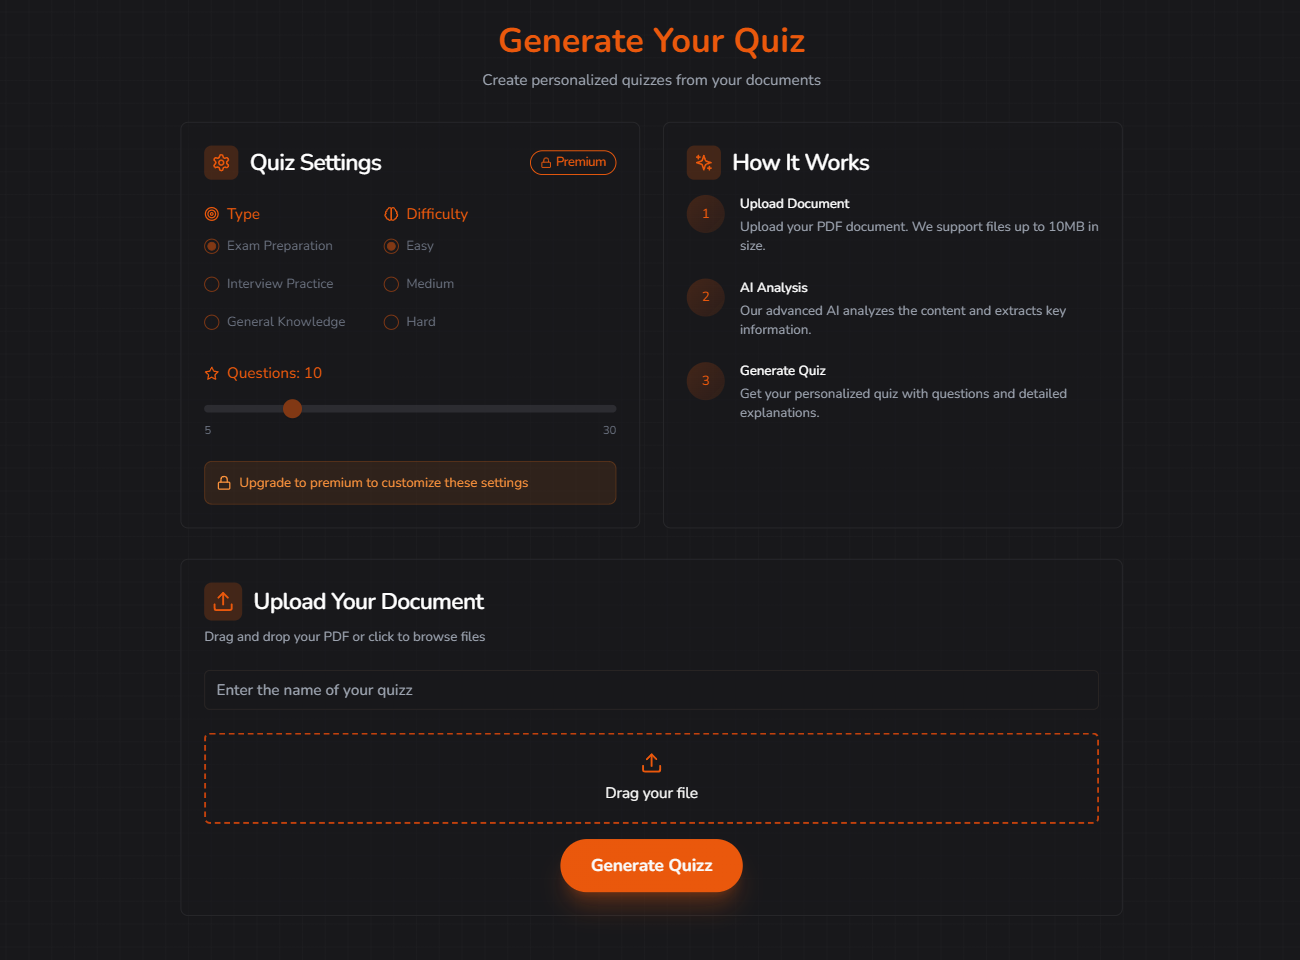 Generate Your Quiz
Create personalized quizzes from your documents
Quiz Settings
Premium
Type
Exam Preparation
Interview Practice
General Knowledge
Difficulty
Easy
Medium
Hard
Questions: 10
5
30
Upgrade to premium to customize these settings
How It Works
1
Upload Document
Upload your PDF document. We support files up to 10MB in
size.
2
AI Analysis
Our advanced AI analyzes the content and extracts key
information.
3
Generate Quiz
Get your personalized quiz with questions and detailed
explanations.
Upload Your Document
Drag and drop your PDF or click to browse files
Enter the name of your quizz
Drag your file
Generate Quizz